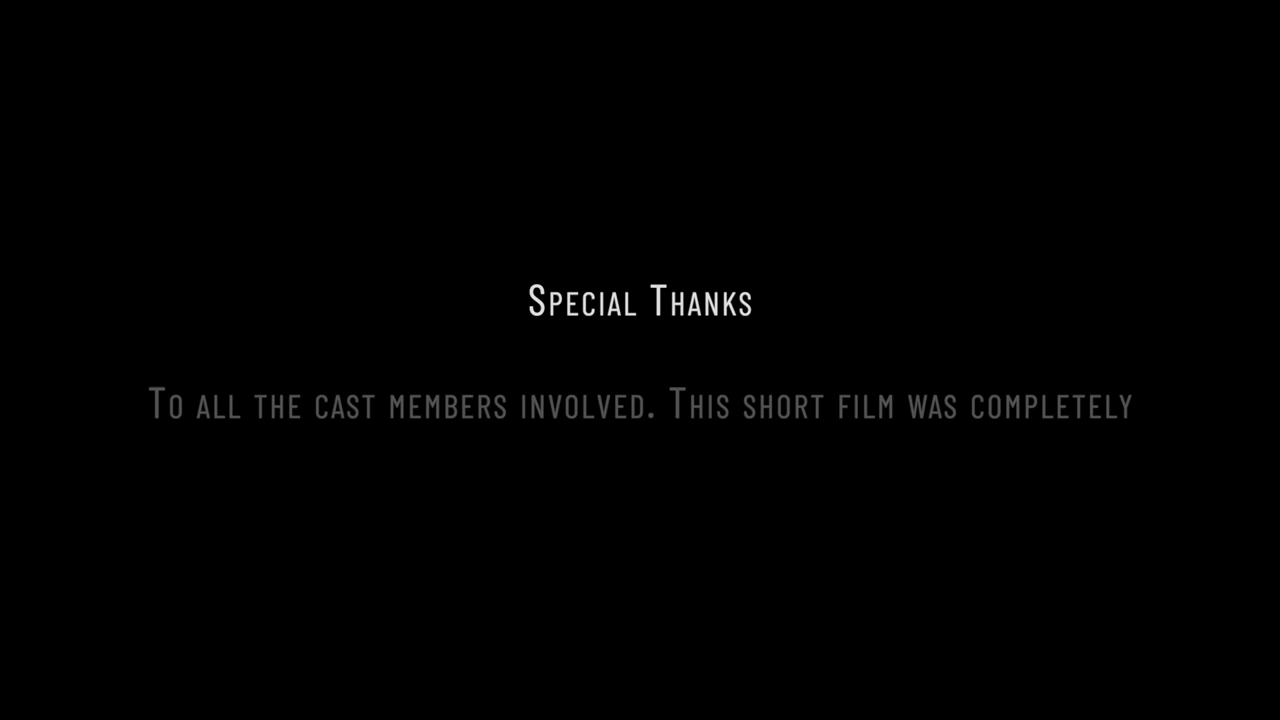 Special Thanks
To all the cast members involved. This short film was completely